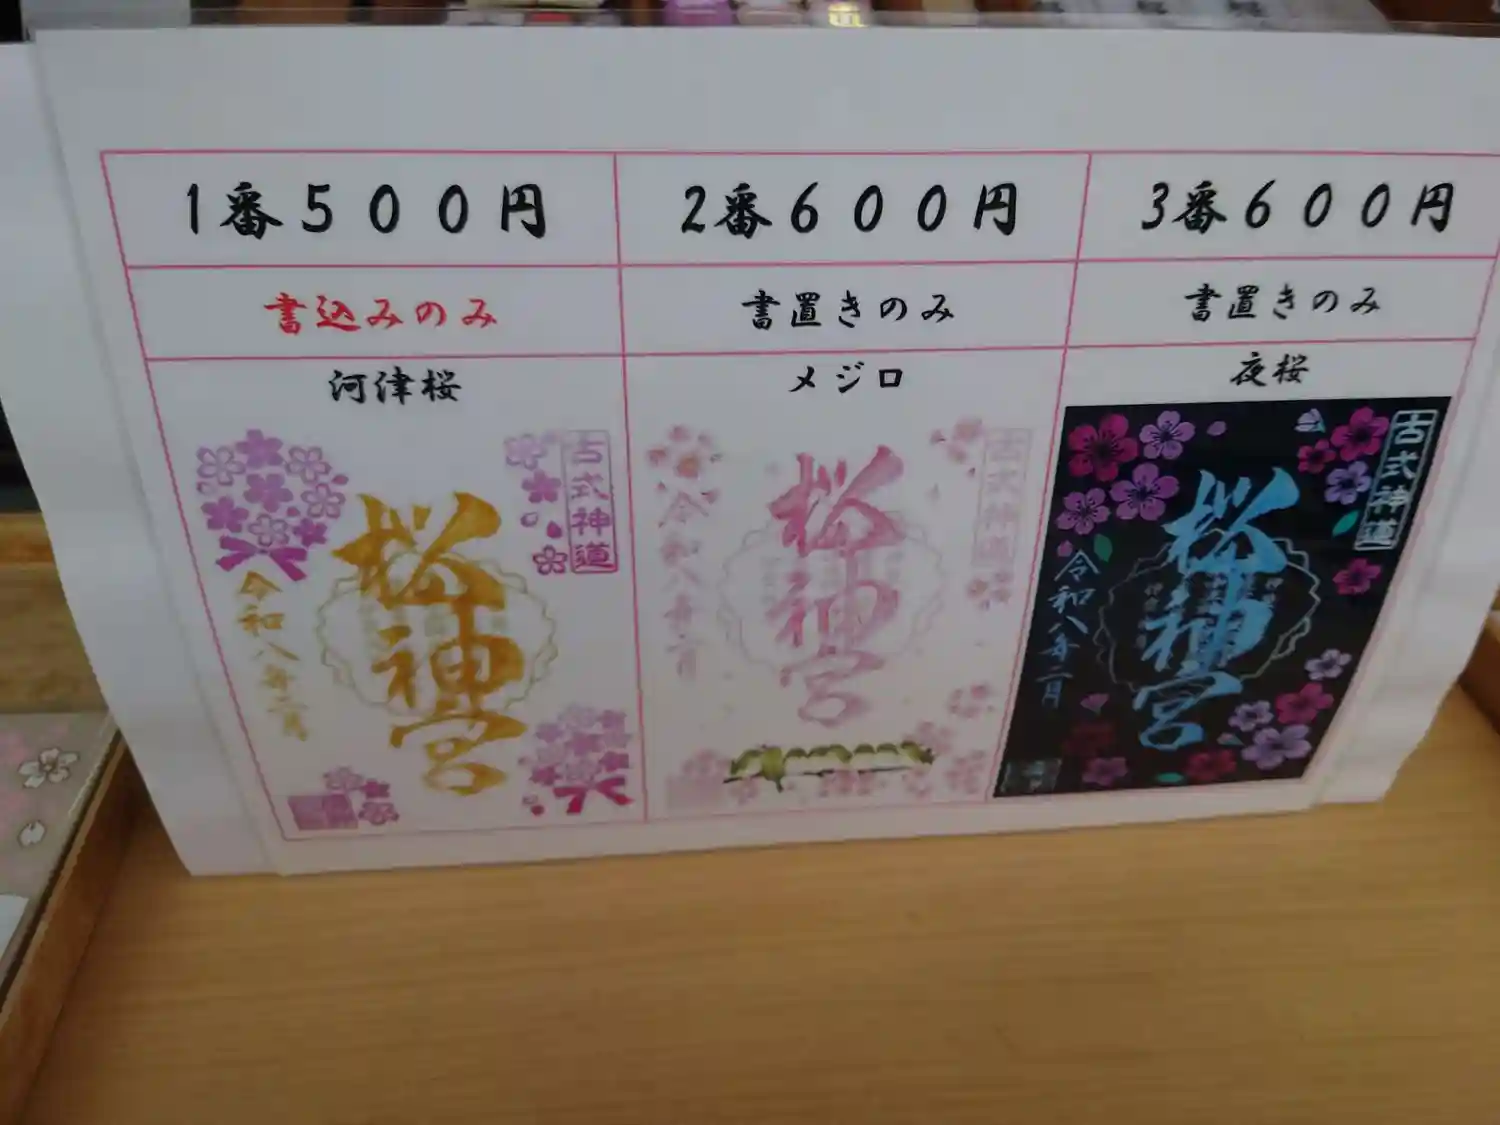 1番５００円
書込みのみ
河津桜
古式神道
桜神宮
令和八年二月
2番６００円
書置きのみ
メジロ
古式神道
桜神宮
令和八年二月
3番６００円
書置きのみ
夜桜
古式神道
桜神宮
令和八年二月